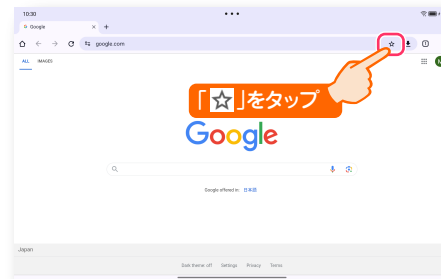 10:30
Google
google.com
ALL IMAGES
「☆」をタップ
Google
Google offered in: 日本語
Japan
Dark theme: off Settings Privacy Terms